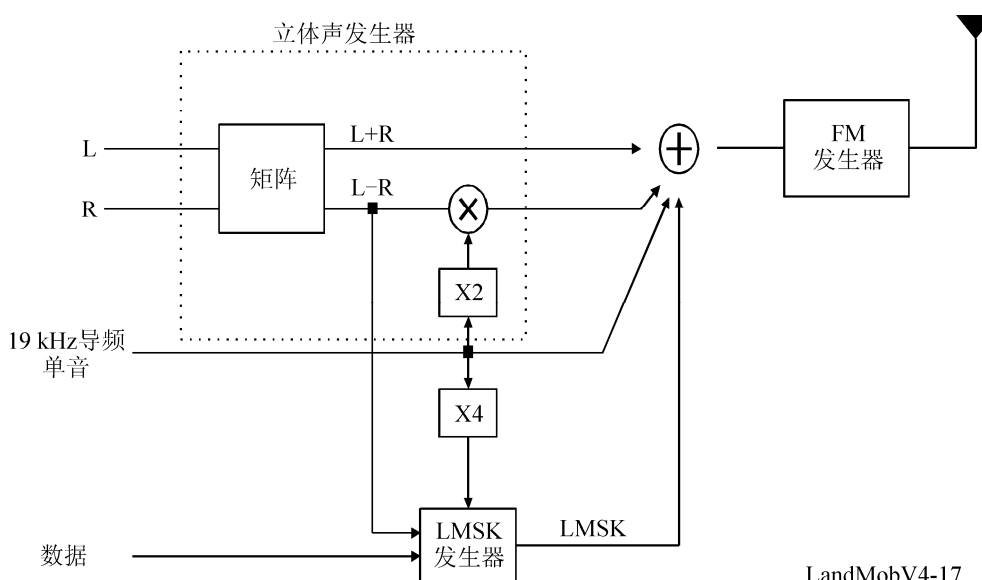 立体声发生器
L
R
矩阵
L+R
L−R
FM
发生器
X2
19 kHz导频
单音
X4
LMSK
发生器
LMSK
数据
LandMobV4-17